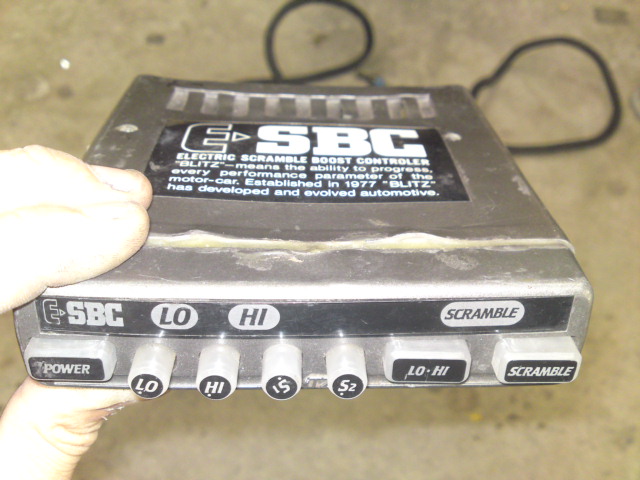 E-SBC
ELECTRIC SCRAMBLE BOOST CONTROLER
"BLITZ"-means the ability to progress,
every performance parameter of the
motor-car. Established in 1977 "BLITZ"
has developed and evolved automotive.
E-SBC LO HI SCRAMBLE
POWER LO HI S1 S2 LO·HI SCRAMBLE